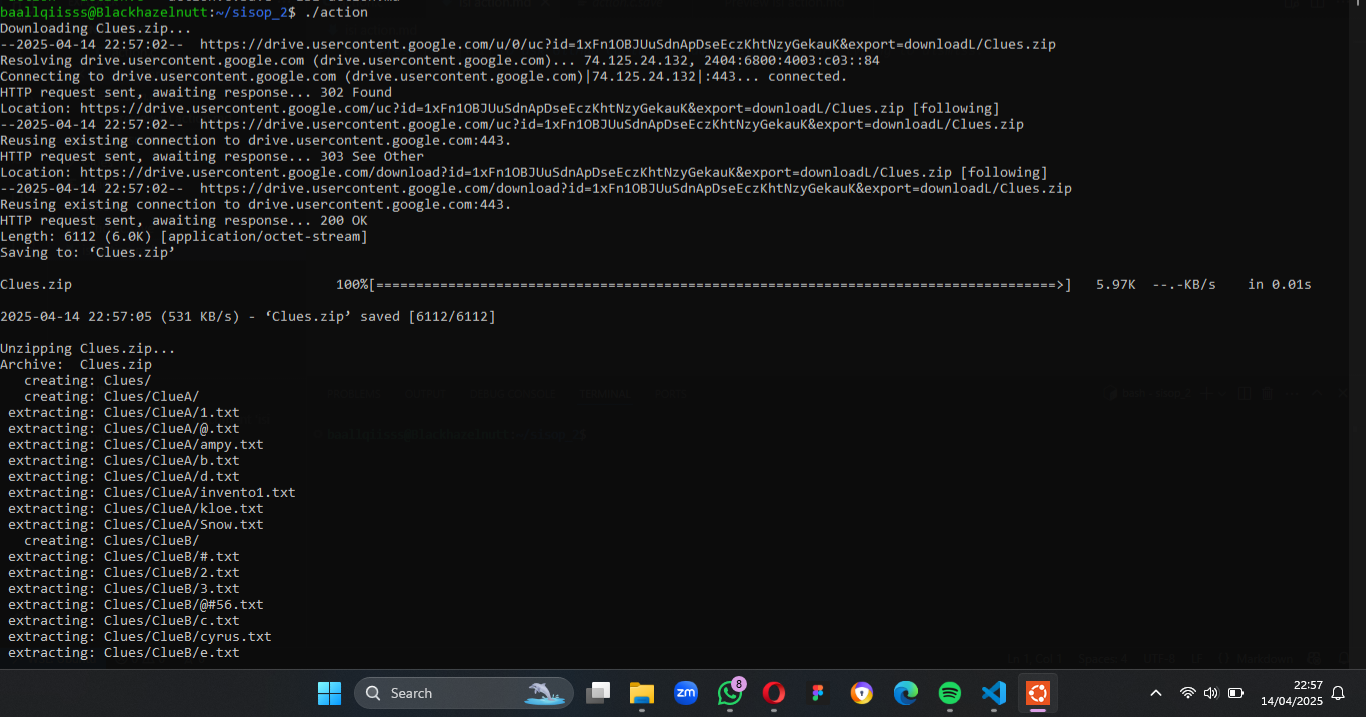 baallqiisss@Blackhazelnutt:~/sisop_2$ ./action
Downloading Clues.zip...
--2025-04-14 22:57:02--  https://drive.usercontent.google.com/u/0/uc?id=1xFn1OBJUuSdnApDseEczKhtNzyGekauK&export=downloadL/Clues.zip
Resolving drive.usercontent.google.com (drive.usercontent.google.com)... 74.125.24.132, 2404:6800:4003:c03::84
Connecting to drive.usercontent.google.com (drive.usercontent.google.com)|74.125.24.132|:443... connected.
HTTP request sent, awaiting response... 302 Found
Location: https://drive.usercontent.google.com/uc?id=1xFn1OBJUuSdnApDseEczKhtNzyGekauK&export=downloadL/Clues.zip [following]
--2025-04-14 22:57:02--  https://drive.usercontent.google.com/uc?id=1xFn1OBJUuSdnApDseEczKhtNzyGekauK&export=downloadL/Clues.zip
Reusing existing connection to drive.usercontent.google.com:443.
HTTP request sent, awaiting response... 303 See Other
Location: https://drive.usercontent.google.com/download?id=1xFn1OBJUuSdnApDseEczKhtNzyGekauK&export=downloadL/Clues.zip [following]
--2025-04-14 22:57:02--  https://drive.usercontent.google.com/download?id=1xFn1OBJUuSdnApDseEczKhtNzyGekauK&export=downloadL/Clues.zip
Reusing existing connection to drive.usercontent.google.com:443.
HTTP request sent, awaiting response... 200 OK
Length: 6112 (6.0K) [application/octet-stream]
Saving to: ‘Clues.zip’
Clues.zip 100%[=====================================================================================>] 5.97K --.-KB/s in 0.01s
2025-04-14 22:57:05 (531 KB/s) - ‘Clues.zip’ saved [6112/6112]
Unzipping Clues.zip...
Archive:  Clues.zip
creating: Clues/
creating: Clues/ClueA/
extracting: Clues/ClueA/1.txt
extracting: Clues/ClueA/@.txt
extracting: Clues/ClueA/ampy.txt
extracting: Clues/ClueA/b.txt
extracting: Clues/ClueA/d.txt
extracting: Clues/ClueA/invento1.txt
extracting: Clues/ClueA/kloe.txt
extracting: Clues/ClueA/Snow.txt
creating: Clues/ClueB/
extracting: Clues/ClueB/#.txt
extracting: Clues/ClueB/2.txt
extracting: Clues/ClueB/3.txt
extracting: Clues/ClueB/@#56.txt
extracting: Clues/ClueB/c.txt
extracting: Clues/ClueB/cyrus.txt
extracting: Clues/ClueB/e.txt
Search
zm
8
22:57
14/04/2025